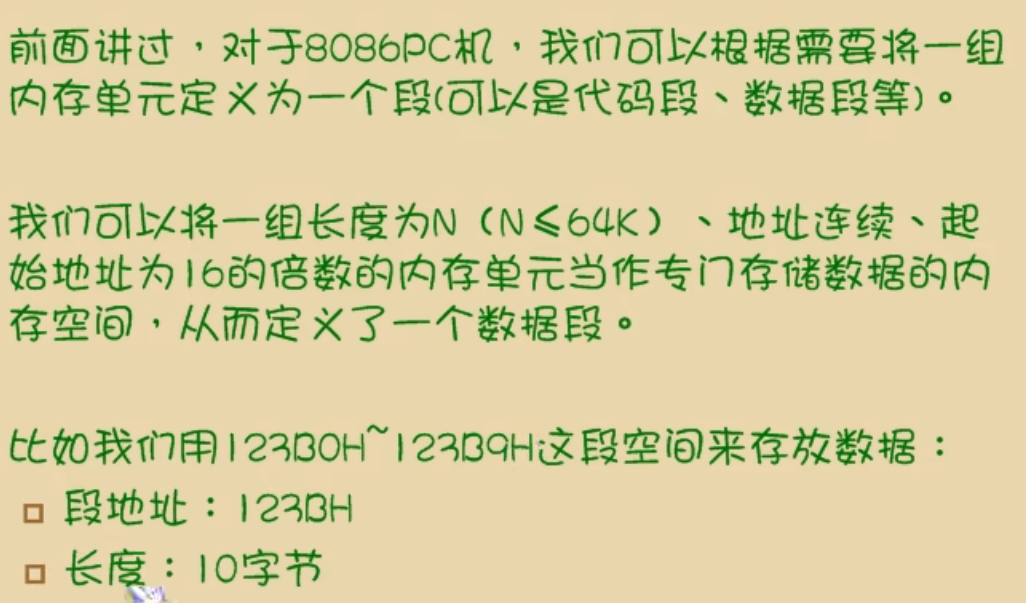 前面讲过，对于8086PC机，我们可以根据需要将一组
内存单元定义为一个段(可以是代码段、数据段等)。
我们可以将一组长度为N（N≤64K）、地址连续、起
始地址为16的倍数的内存单元当作专门存储数据的内
存空间，从而定义了一个数据段。
比如我们用123B0H~123B9H这段空间来存放数据：
段地址：123BH
长度：10字节